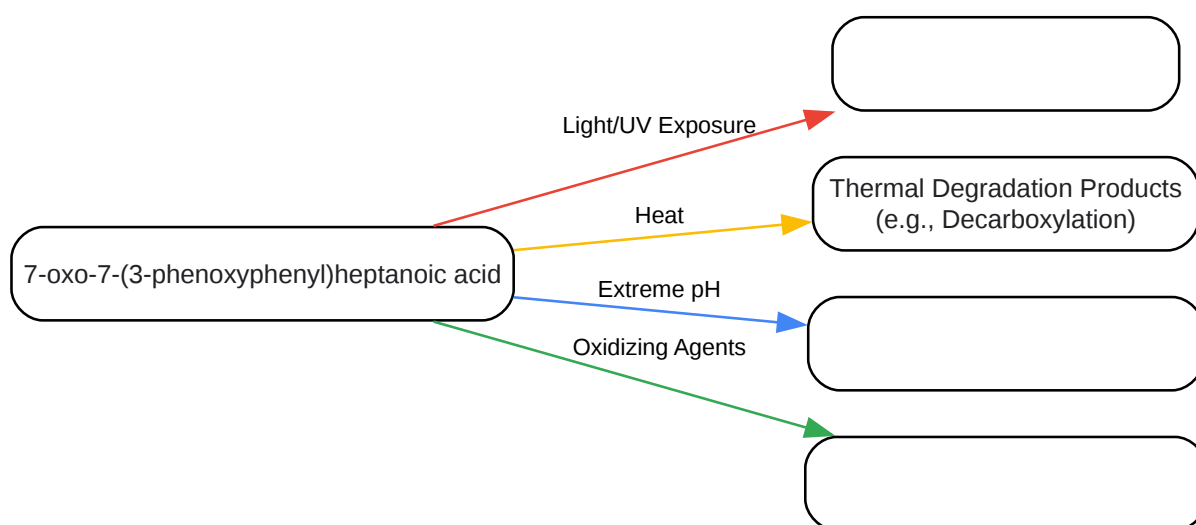 Light/UV Exposure
Thermal Degradation Products
(e.g., Decarboxylation)
Heat
7-oxo-7-(3-phenoxyphenyl)heptanoic acid
Extreme pH
Oxidizing Agents